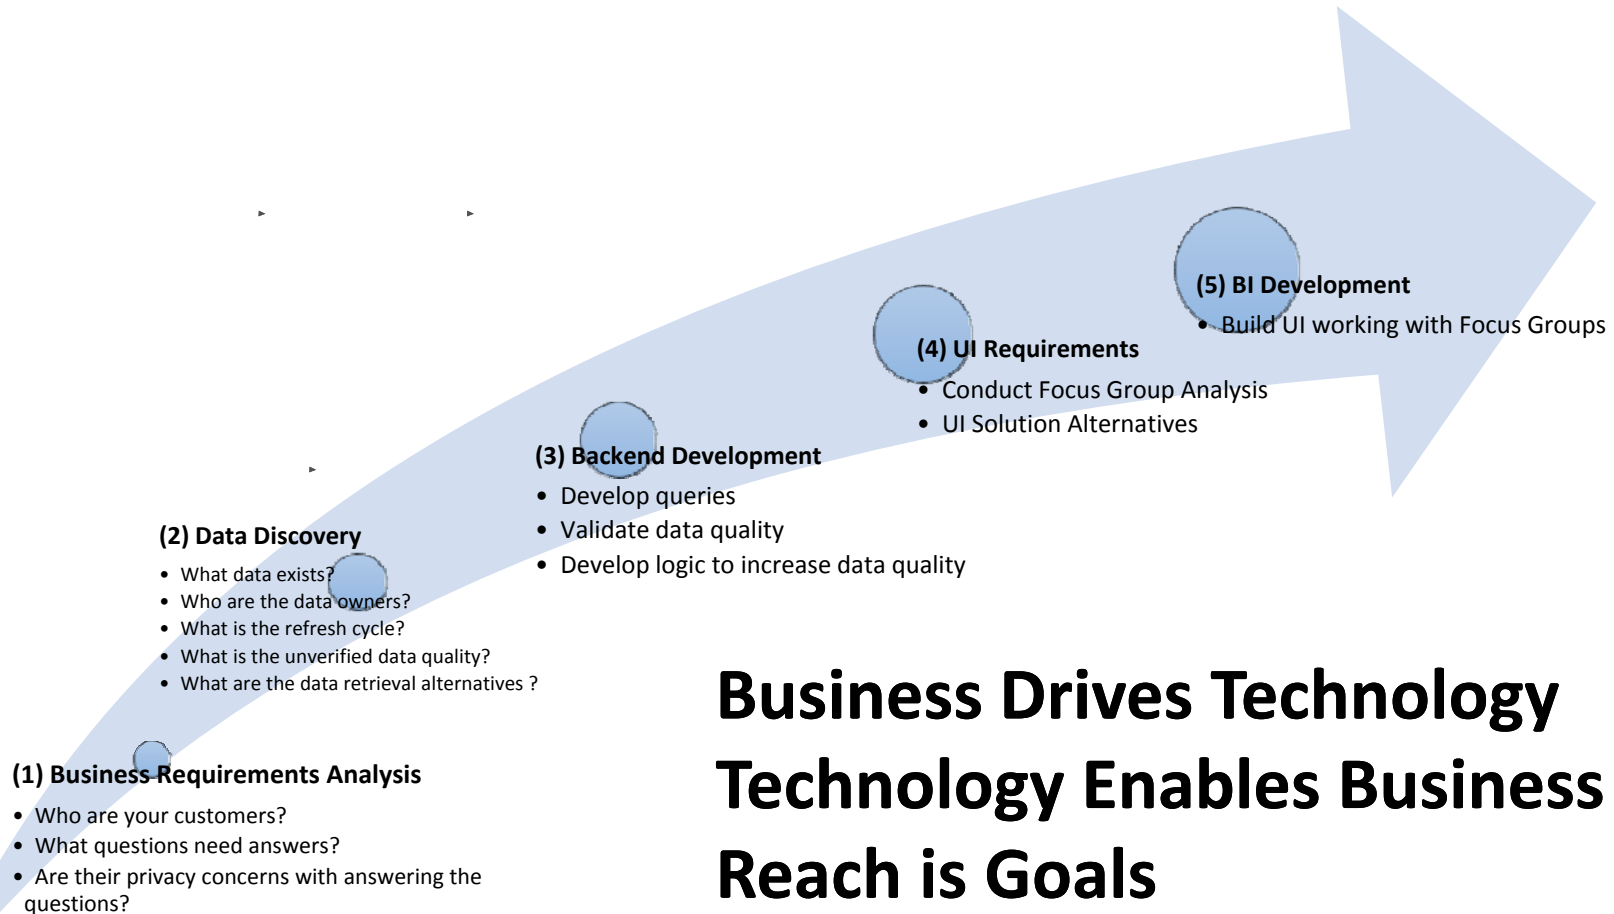 (1) Business Requirements Analysis
• Who are your customers?
• What questions need answers?
• Are their privacy concerns with answering the
questions?
(2) Data Discovery
• What data exists?
• Who are the data owners?
• What is the refresh cycle?
• What is the unverified data quality?
• What are the data retrieval alternatives ?
(3) Backend Development
• Develop queries
• Validate data quality
• Develop logic to increase data quality
(4) UI Requirements
• Conduct Focus Group Analysis
• UI Solution Alternatives
(5) BI Development
• Build UI working with Focus Groups
Business Drives Technology
Technology Enables Business
Reach is Goals